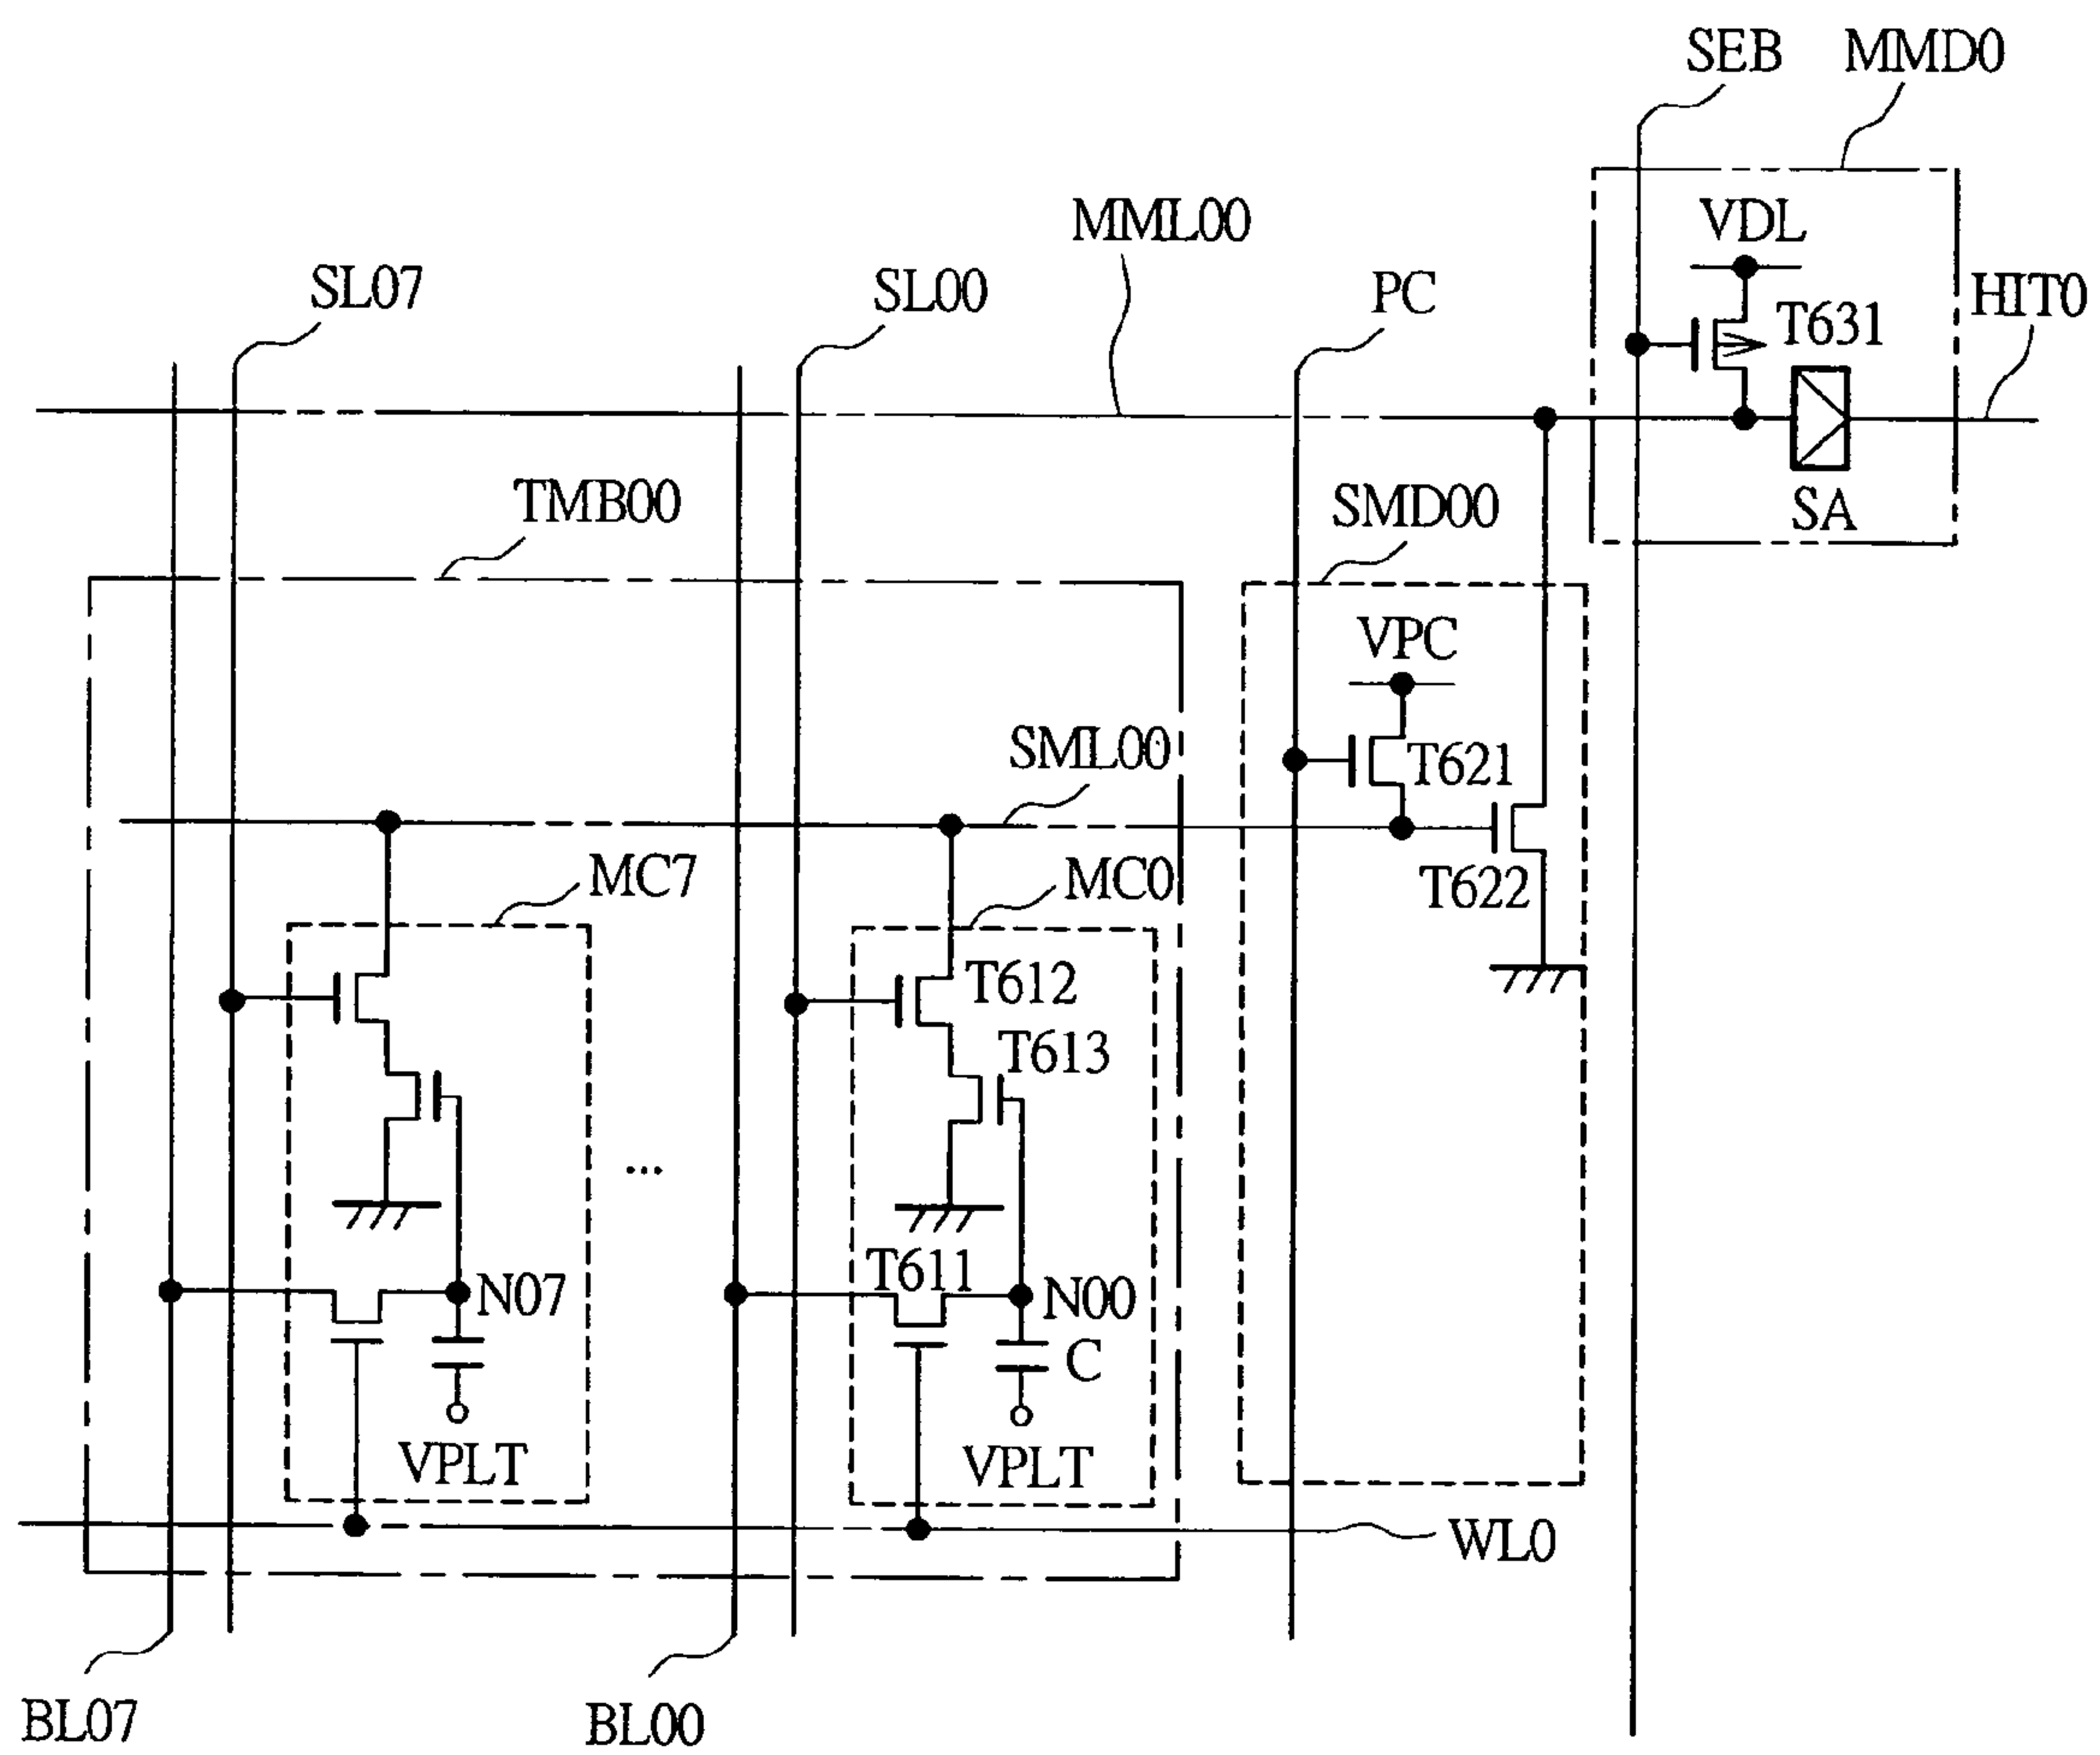 SEB
MMD0
MML00
VDL
SL07
SL00
PC
HIT0
T631
TMB00
SMD00
SA
VPC
SML00
T621
MC7
MC0
T622
T612
T613
...
T611
N07
N00
C
VPLT
VPLT
WL0
BL07
BL00